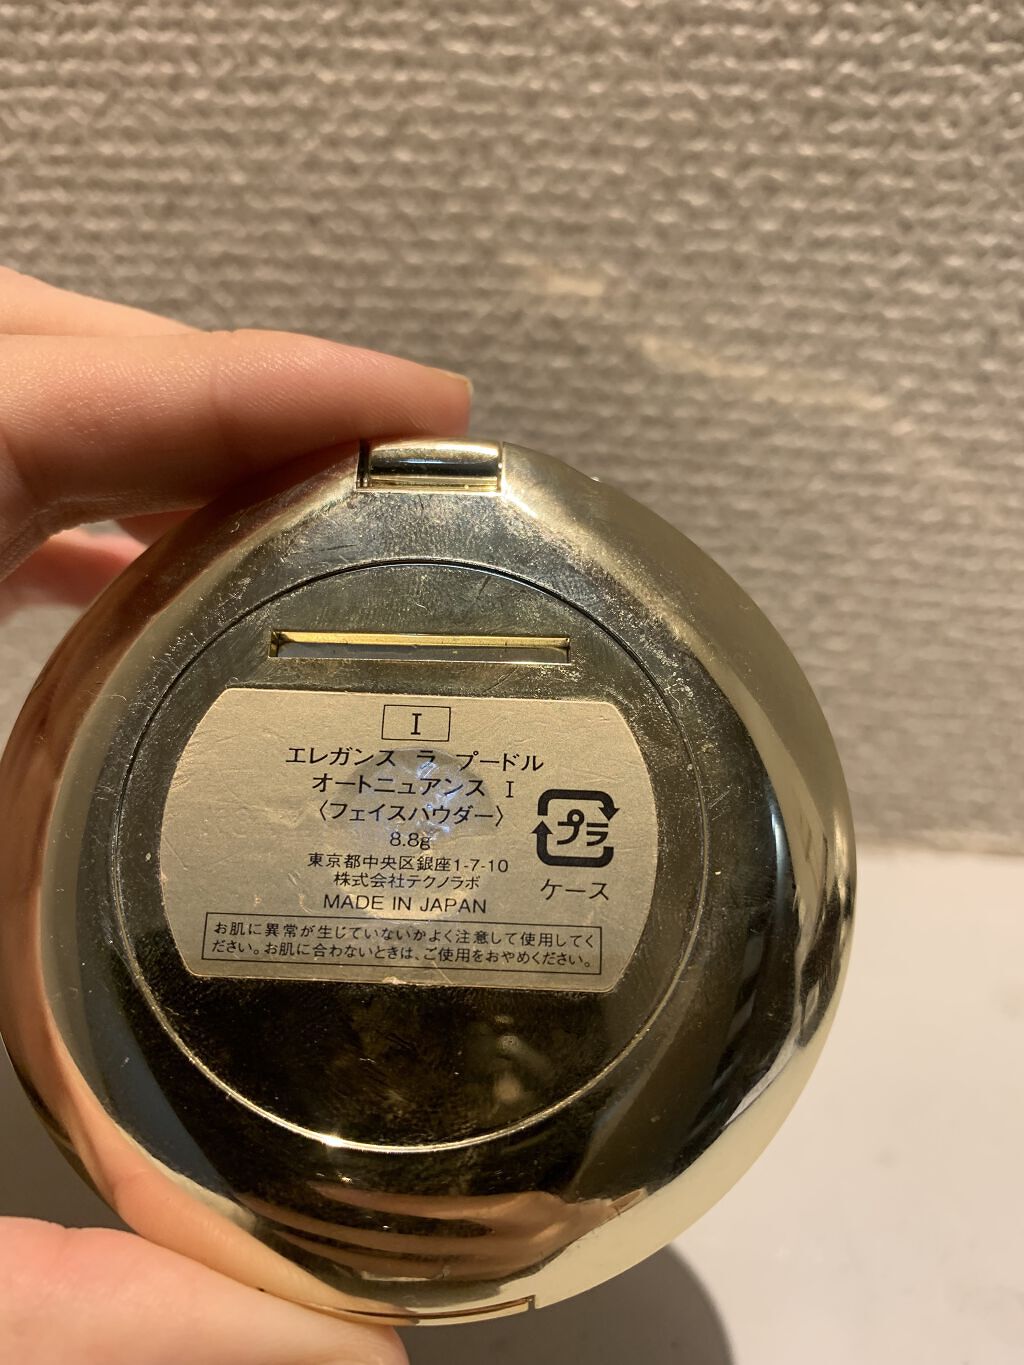 I
エレガンス ラ プードル
オートニュアンス I
〈フェイスパウダー〉
8.8g
東京都中央区銀座1-7-10
株式会社テクノラボ
MADE IN JAPAN
プラ
ケース
お肌に異常が生じていないかよく注意して使用してく
ださい。お肌に合わないときは、ご使用をおやめください。